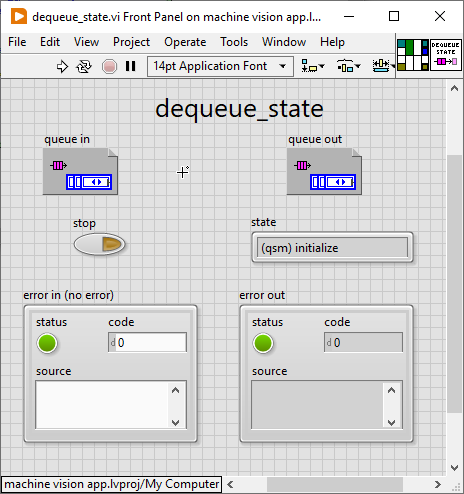 dequeue_state.vi Front Panel on machine vision app.l...
File Edit View Project Operate Tools Window Help
14pt Application Font
DEQUEUE
STATE
dequeue_state
queue in
queue out
stop
state
(qsm) initialize
error in (no error)
error out
status code
d 0
source
status code
d 0
source
machine vision app.lvproj/My Computer